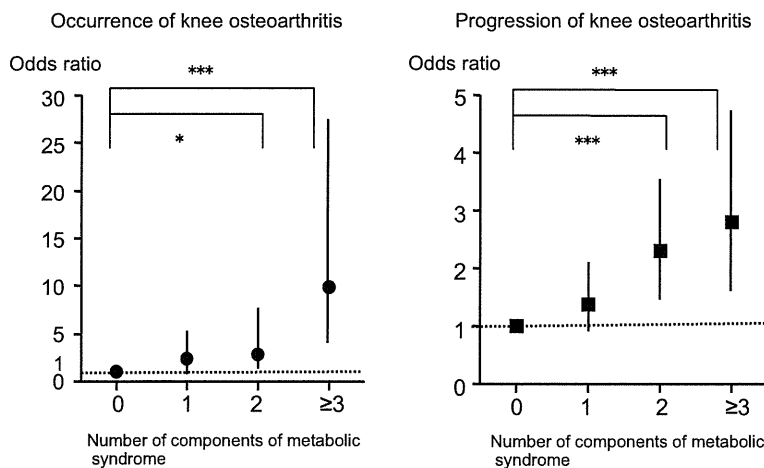 Occurrence of knee osteoarthritis
Odds ratio
***
*
30
25
20
15
10
5
1
0
0 1 2 ≥3
Number of components of metabolic
syndrome
Progression of knee osteoarthritis
Odds ratio
***
***
5
4
3
2
1
0
0 1 2 ≥3
Number of components of metabolic
syndrome